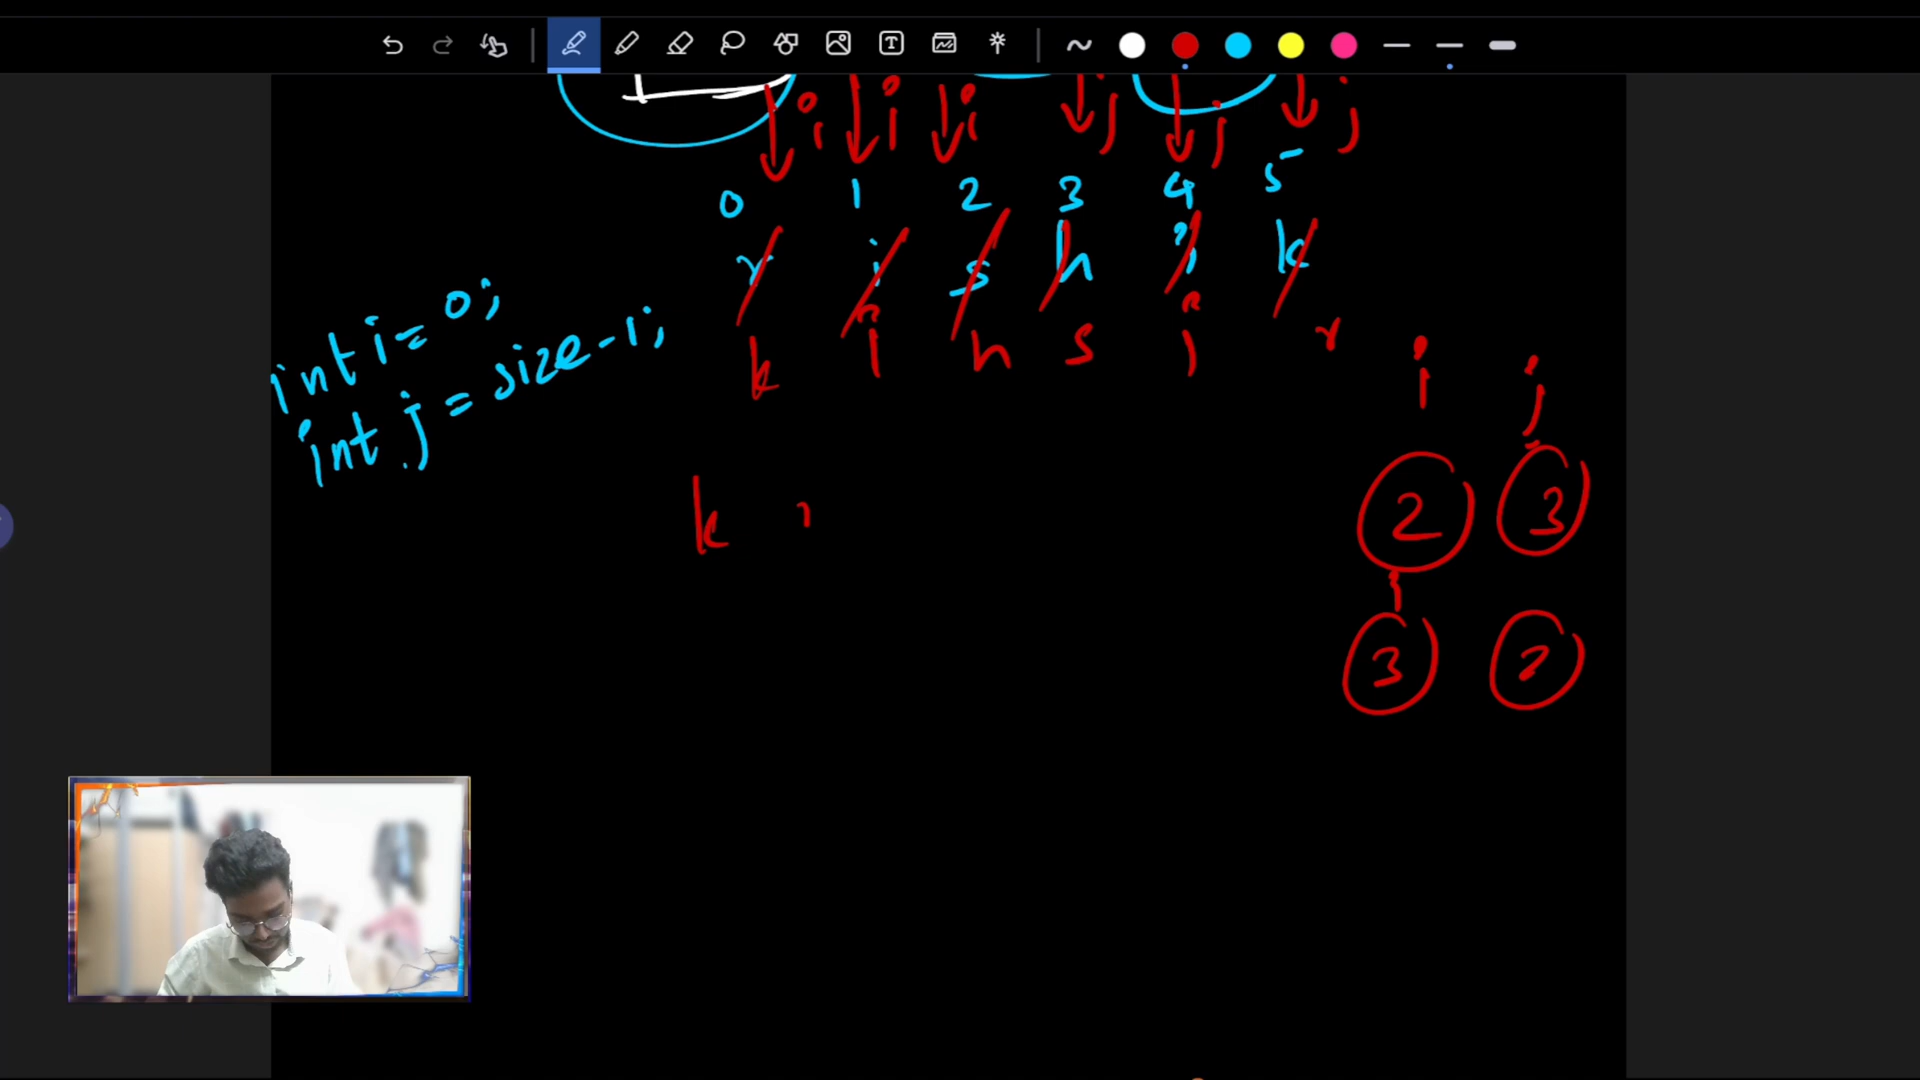 i i i j j j
0 1 2 3 4 5
r i s h i k
int i = 0;
int j = size-1;
k i h s i r
i j
2 3
k
i
3 2